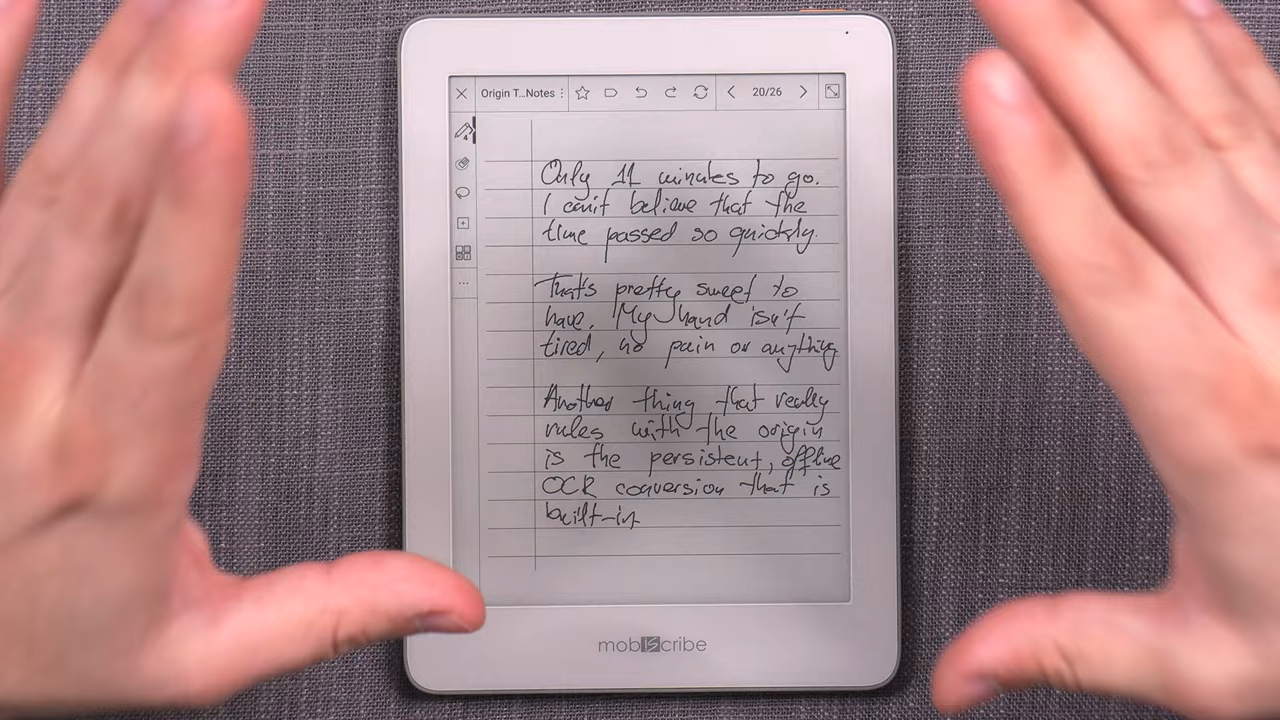 Origin T...Notes
20/26
Only 11 minutes to go.
I can't believe that the
time passed so quickly.
That's pretty sweet to
have. My hand isn't
tired, no pain or anything
Another thing that really
rules with the origin
is the persistent, offline
OCR conversion that is
built-in
mobiscribe